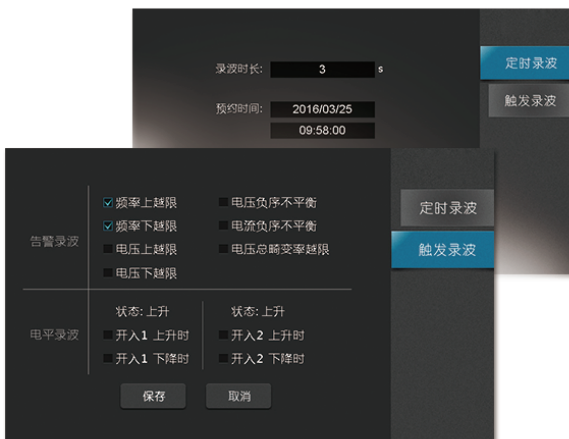 录波时长: 3 s
预约时间: 2016/03/25
09:58:00
定时录波
触发录波
告警录波
频率上越限 电压负序不平衡
频率下越限 电流负序不平衡
电压上越限 电压总畸变率越限
电压下越限
电平录波
状态: 上升 状态: 上升
开入1 上升时 开入2 上升时
开入1 下降时 开入2 下降时
保存 取消
定时录波
触发录波